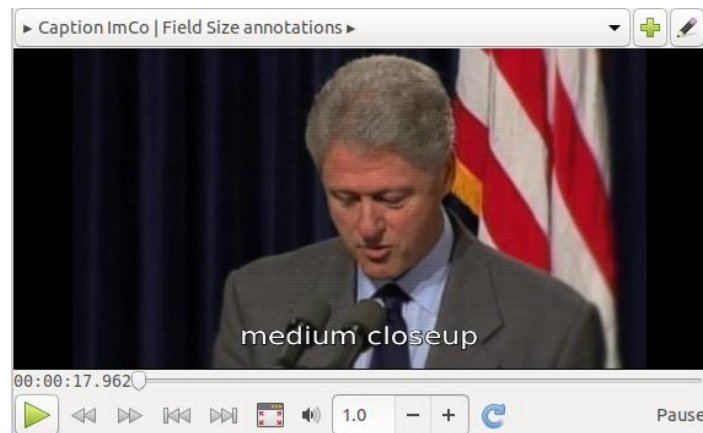 ▸ Caption ImCo | Field Size annotations ▸
medium closeup
00:00:17.962
1.0
Pause